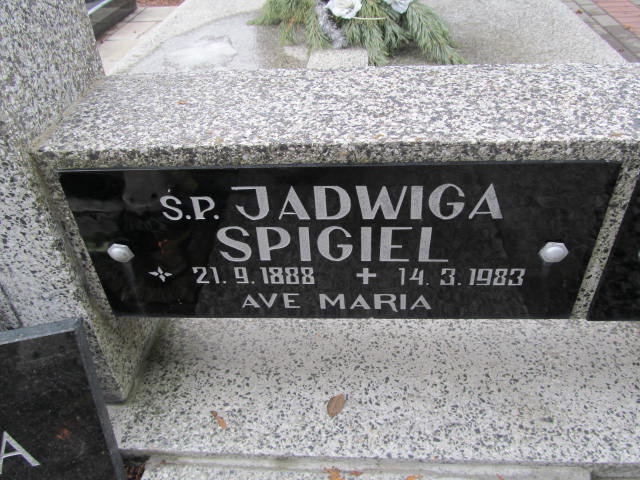 Ś.P. JADWIGA
SPIGIEL
21.9.1888 + 14.3.1983
AVE MARIA
A